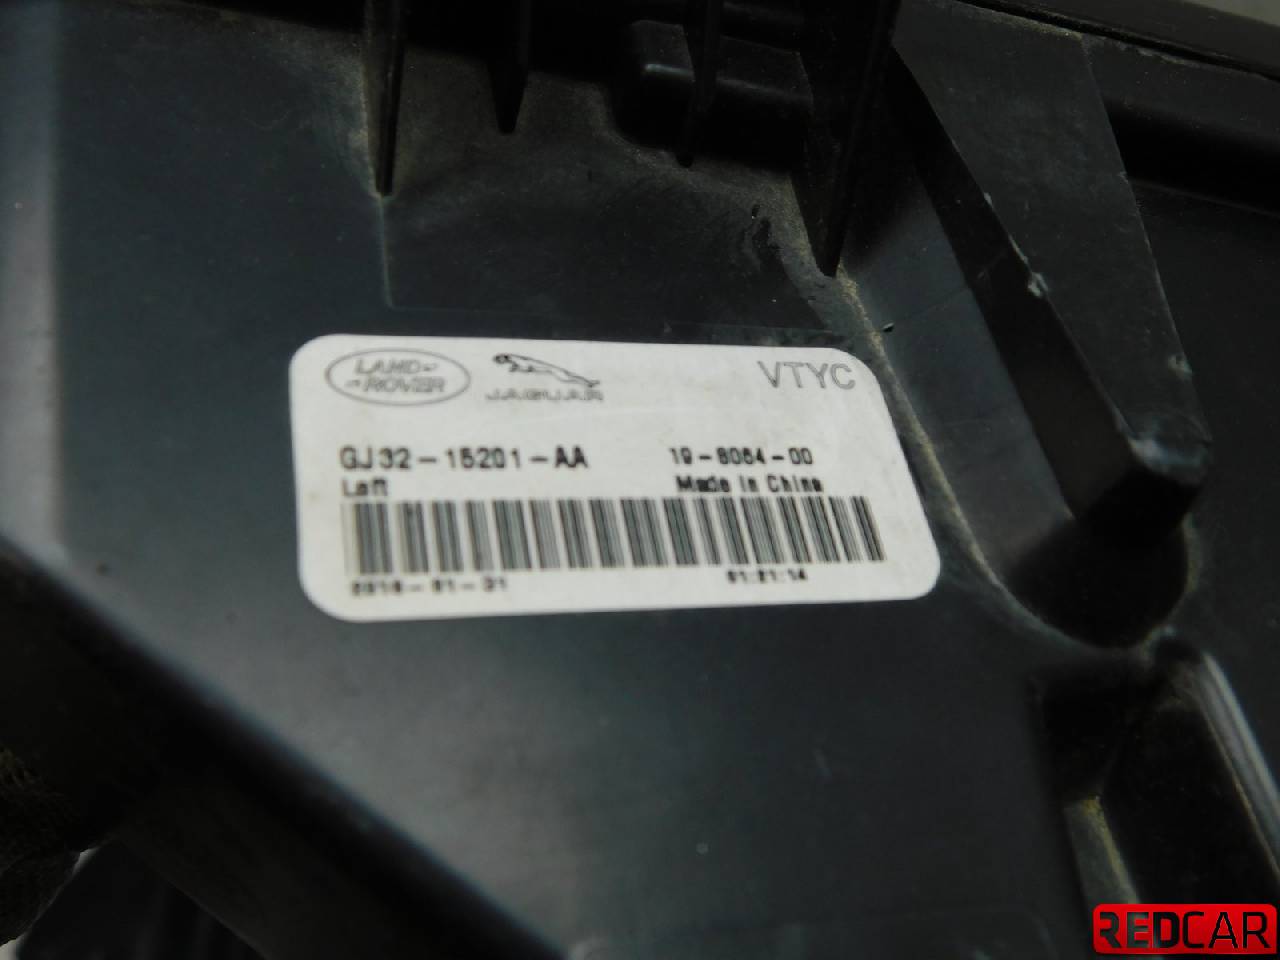 LAND ROVER
JAGUAR
VTYC
GJ32-15201-AA
19-6064-00
Left
Made in China
REDCAR